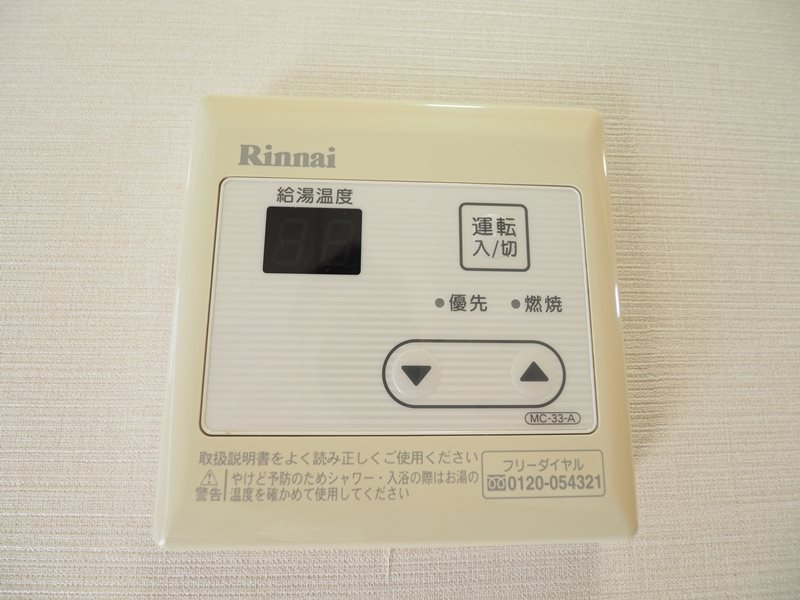 Rinnai
給湯温度
運転
入/切
優先 燃焼
▼ ▲
MC-33-A
取扱説明書をよく読み正しくご使用ください
警告 やけど予防のためシャワー・入浴の際はお湯の
温度を確かめて使用してください
フリーダイヤル
0120-054321